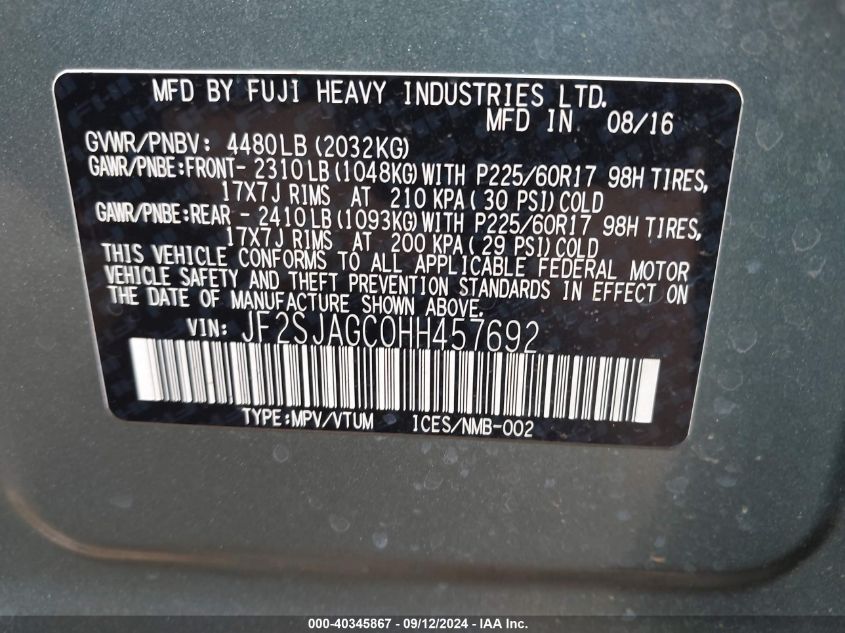 MFD BY FUJI HEAVY INDUSTRIES LTD.
MFD IN 08/16
GVWR/PNBV: 4480LB (2032KG)
GAWR/PNBE:FRONT- 2310LB (1048KG) WITH P225/60R17 98H TIRES,
17X7J RIMS AT 210 KPA( 30 PSI) COLD
GAWR/PNBE:REAR - 2410LB (1093KG) WITH P225/60R17 98H TIRES,
17X7J RIMS AT 200 KPA( 29 PSI) COLD
THIS VEHICLE CONFORMS TO ALL APPLICABLE FEDERAL MOTOR
VEHICLE SAFETY AND THEFT PREVENTION STANDARDS IN EFFECT ON
THE DATE OF MANUFACTURE SHOWN ABOVE.
VIN: JF2SJAGC0HH457692
TYPE:MPV/VTUM ICES/NMB-002
000-40345867 - 09/12/2024 - IAA Inc.